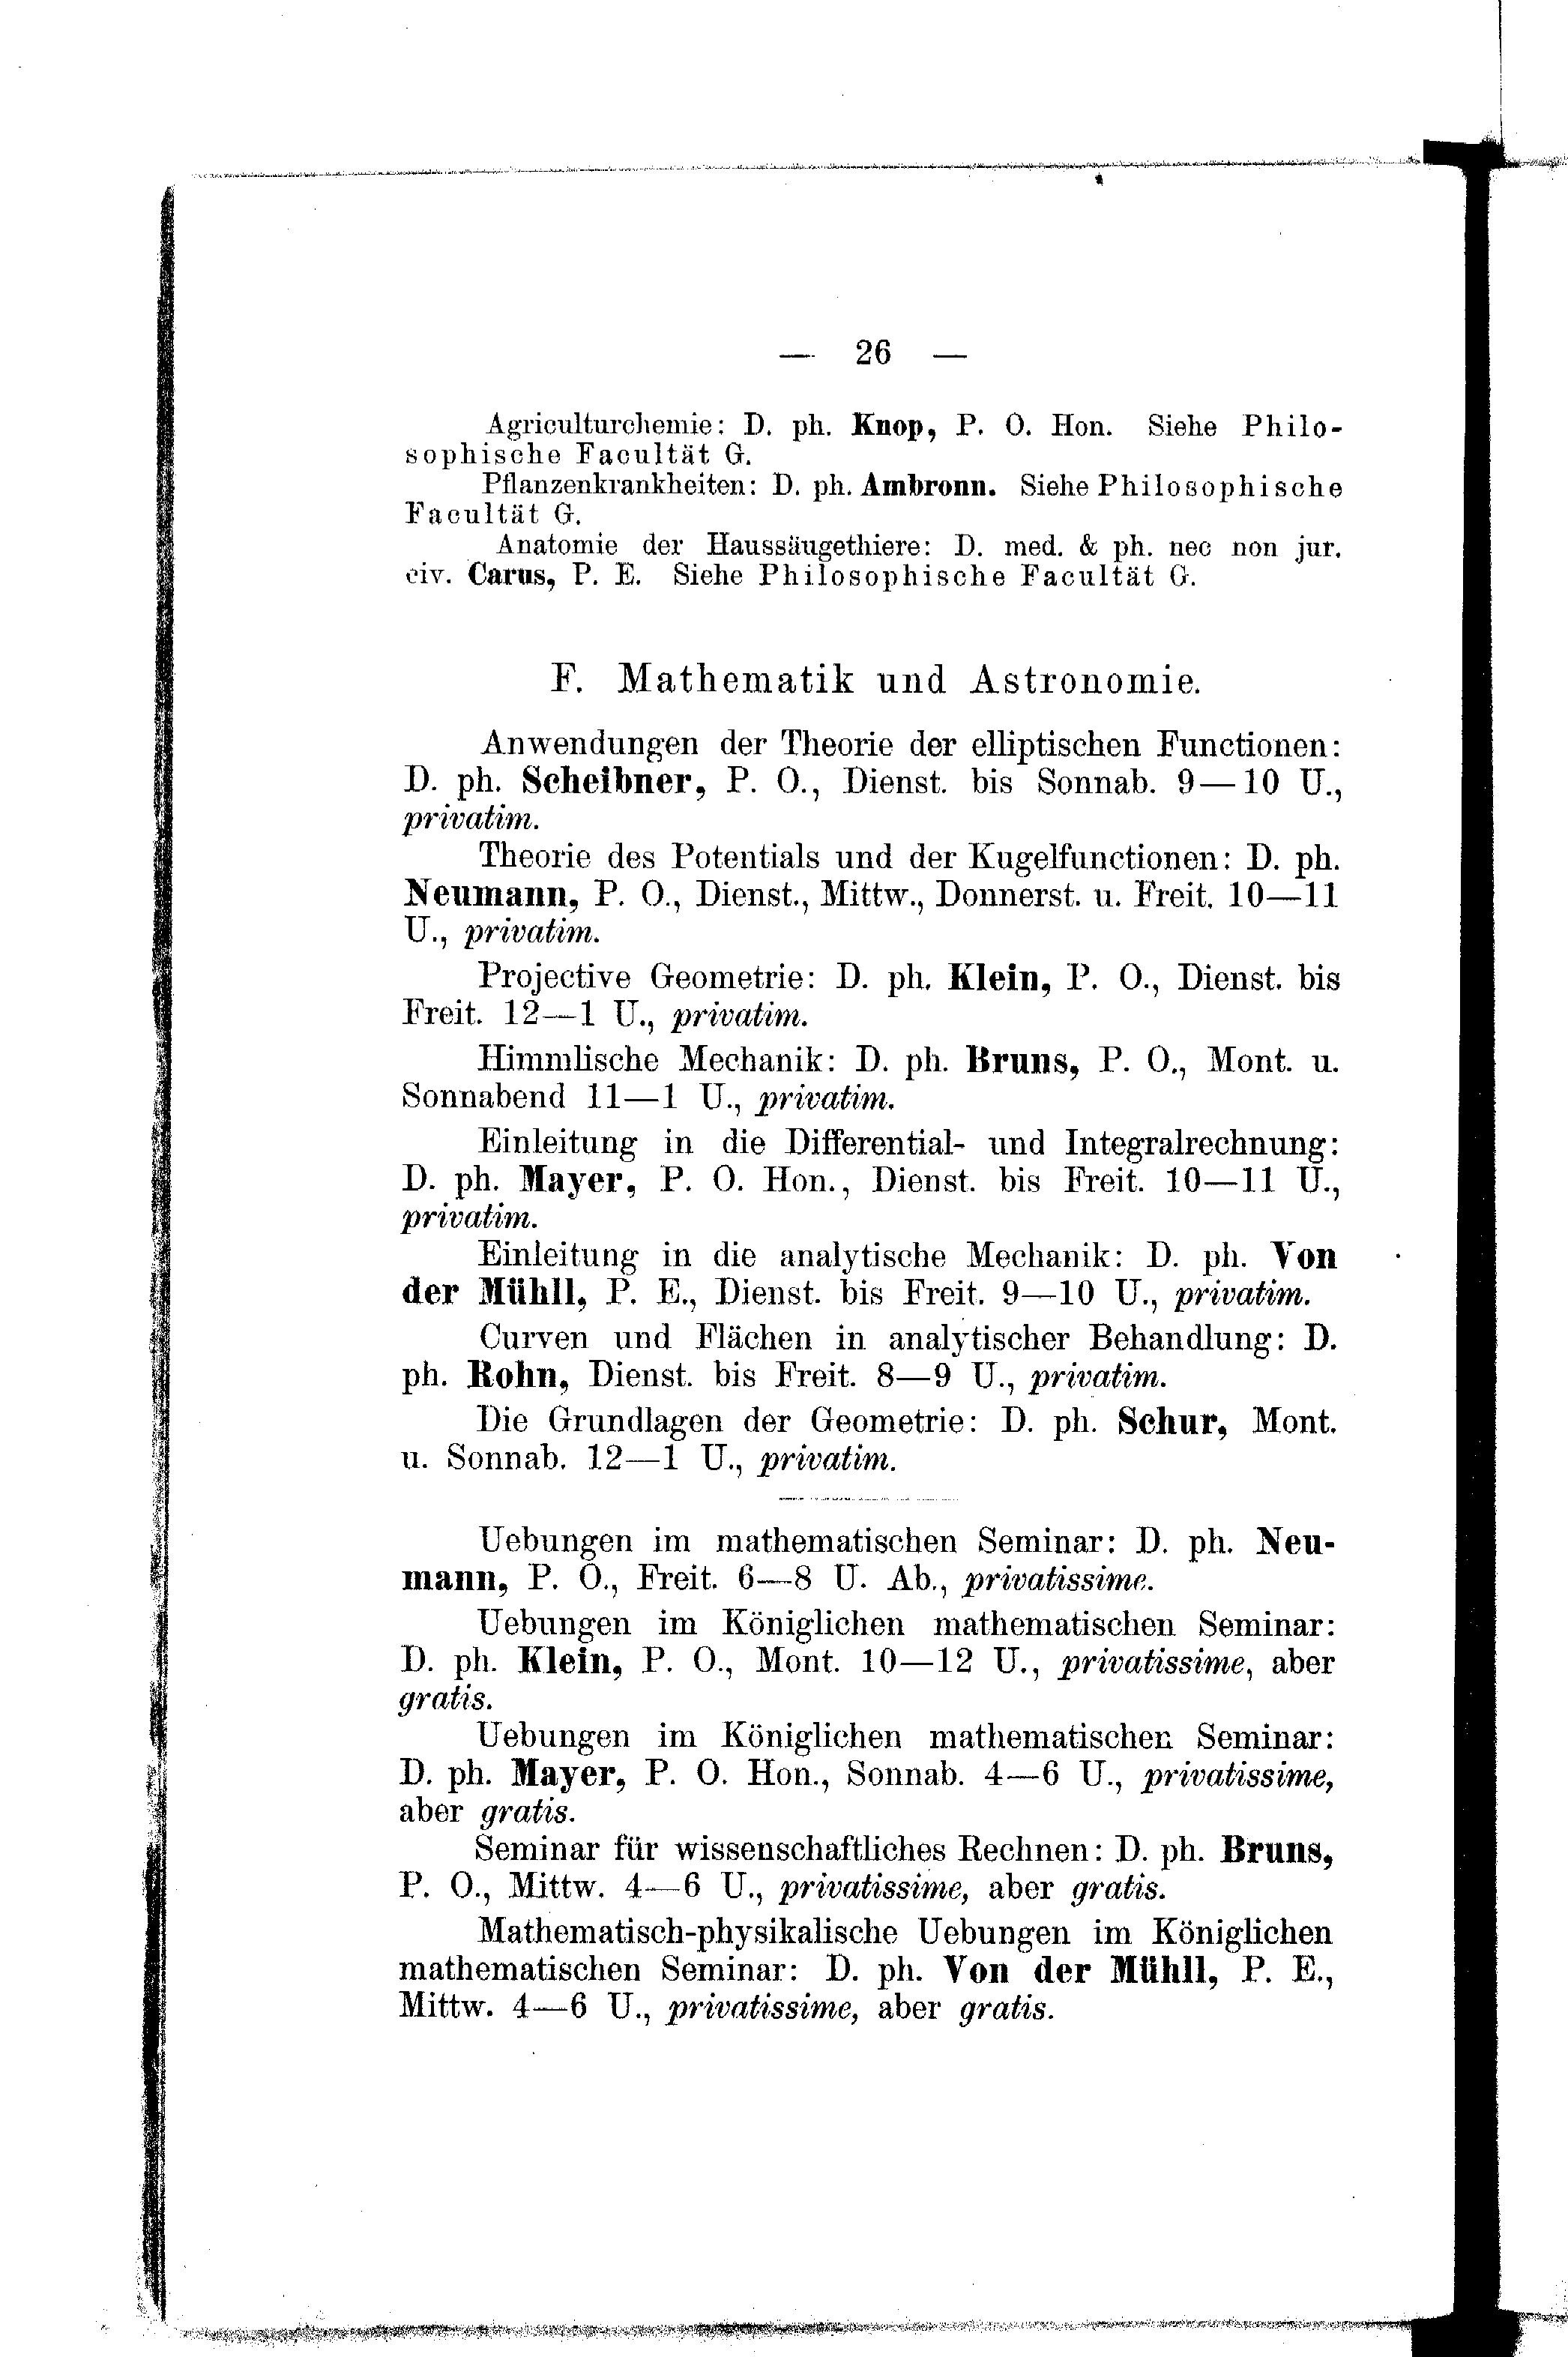 — 26 —
Agriculturchemie: D. ph. Knop, P. O. Hon. Siehe Philo-
sophische Facultät G.
Pflanzenkrankheiten: D. ph. Ambronn. Siehe Philosophische
Facultät G.
Anatomie der Haussäugethiere: D. med. & ph. nec non jur.
civ. Carus, P. E. Siehe Philosophische Facultät G.
F. Mathematik und Astronomie.
Anwendungen der Theorie der elliptischen Functionen:
D. ph. Scheibner, P. O., Dienst. bis Sonnab. 9—10 U.,
privatim.
Theorie des Potentials und der Kugelfunctionen: D. ph.
Neumann, P. O., Dienst., Mittw., Donnerst. u. Freit. 10—11
U., privatim.
Projective Geometrie: D. ph. Klein, P. O., Dienst. bis
Freit. 12—1 U., privatim.
Himmlische Mechanik: D. ph. Bruns, P. O., Mont. u.
Sonnabend 11—1 U., privatim.
Einleitung in die Differential- und Integralrechnung:
D. ph. Mayer, P. O. Hon., Dienst. bis Freit. 10—11 U.,
privatim.
Einleitung in die analytische Mechanik: D. ph. Von
der Mühll, P. E., Dienst. bis Freit. 9—10 U., privatim.
Curven und Flächen in analytischer Behandlung: D.
ph. Rohn, Dienst. bis Freit. 8—9 U., privatim.
Die Grundlagen der Geometrie: D. ph. Schur, Mont.
u. Sonnab. 12—1 U., privatim.
Uebungen im mathematischen Seminar: D. ph. Neu-
mann, P. O., Freit. 6—8 U. Ab., privatissime.
Uebungen im Königlichen mathematischen Seminar:
D. ph. Klein, P. O., Mont. 10—12 U., privatissime, aber
gratis.
Uebungen im Königlichen mathematischen Seminar:
D. ph. Mayer, P. O. Hon., Sonnab. 4—6 U., privatissime,
aber gratis.
Seminar für wissenschaftliches Rechnen: D. ph. Bruns,
P. O., Mittw. 4—6 U., privatissime, aber gratis.
Mathematisch-physikalische Uebungen im Königlichen
mathematischen Seminar: D. ph. Von der Mühll, P. E.,
Mittw. 4—6 U., privatissime, aber gratis.